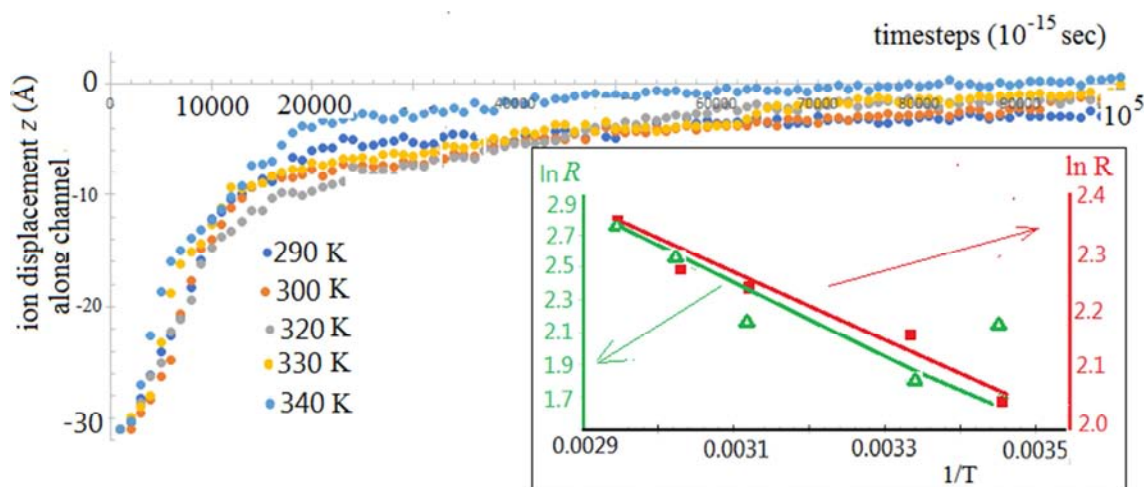 timesteps (10⁻¹⁵ sec)
ion displacement z (Å)
along channel
0
-10
-20
-30
0 10000 20000 40000 60000 70000 80000 90000 10⁵
290 K
300 K
320 K
330 K
340 K
ln R
2.9
2.7
2.5
2.3
2.1
1.9
1.7
ln R
2.4
2.3
2.2
2.1
2.0
0.0029 0.0031 0.0033 0.0035
1/T